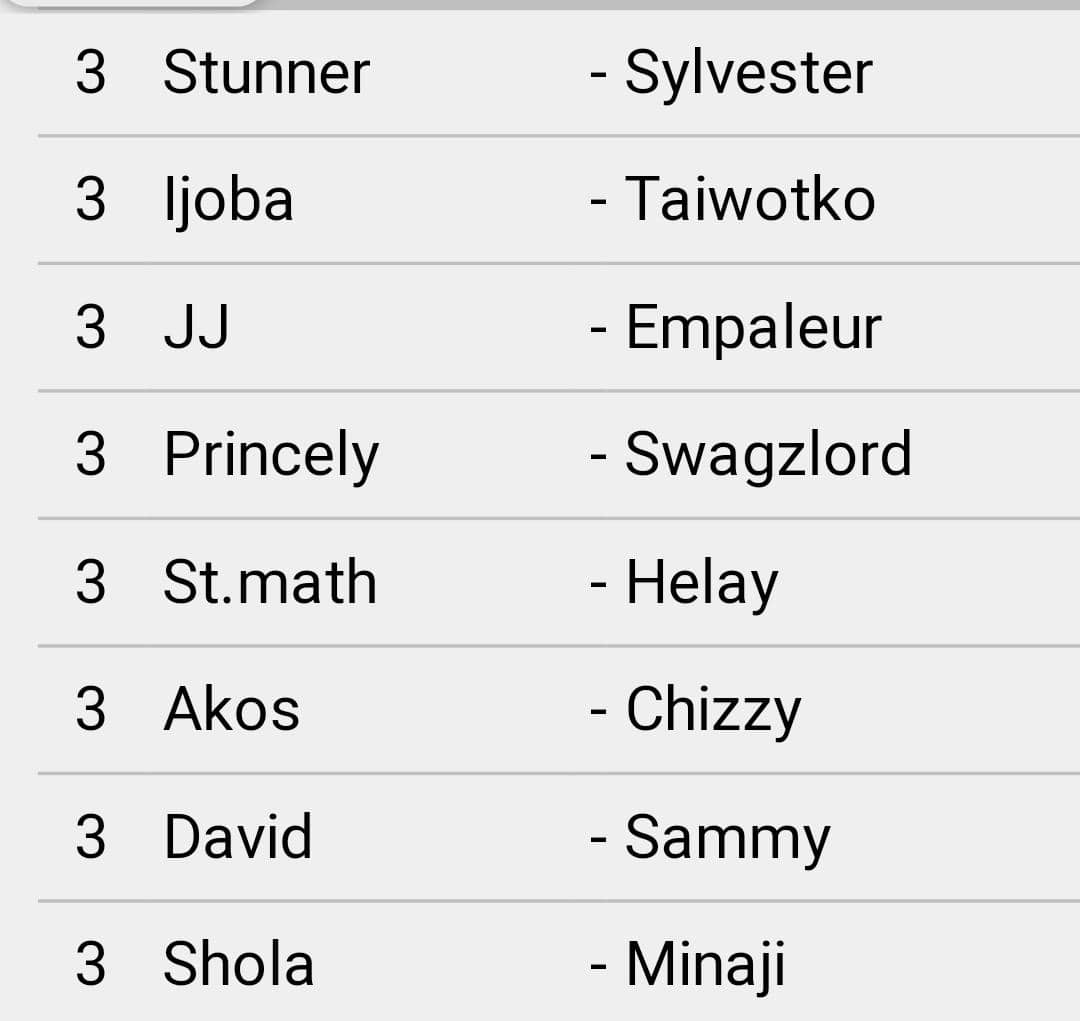 3 Stunner - Sylvester
3 Ijoba - Taiwotko
3 JJ - Empaleur
3 Princely - Swagzlord
3 St.math - Helay
3 Akos - Chizzy
3 David - Sammy
3 Shola - Minaji